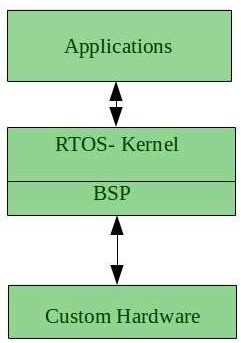 Applications
RTOS- Kernel
BSP
Custom Hardware